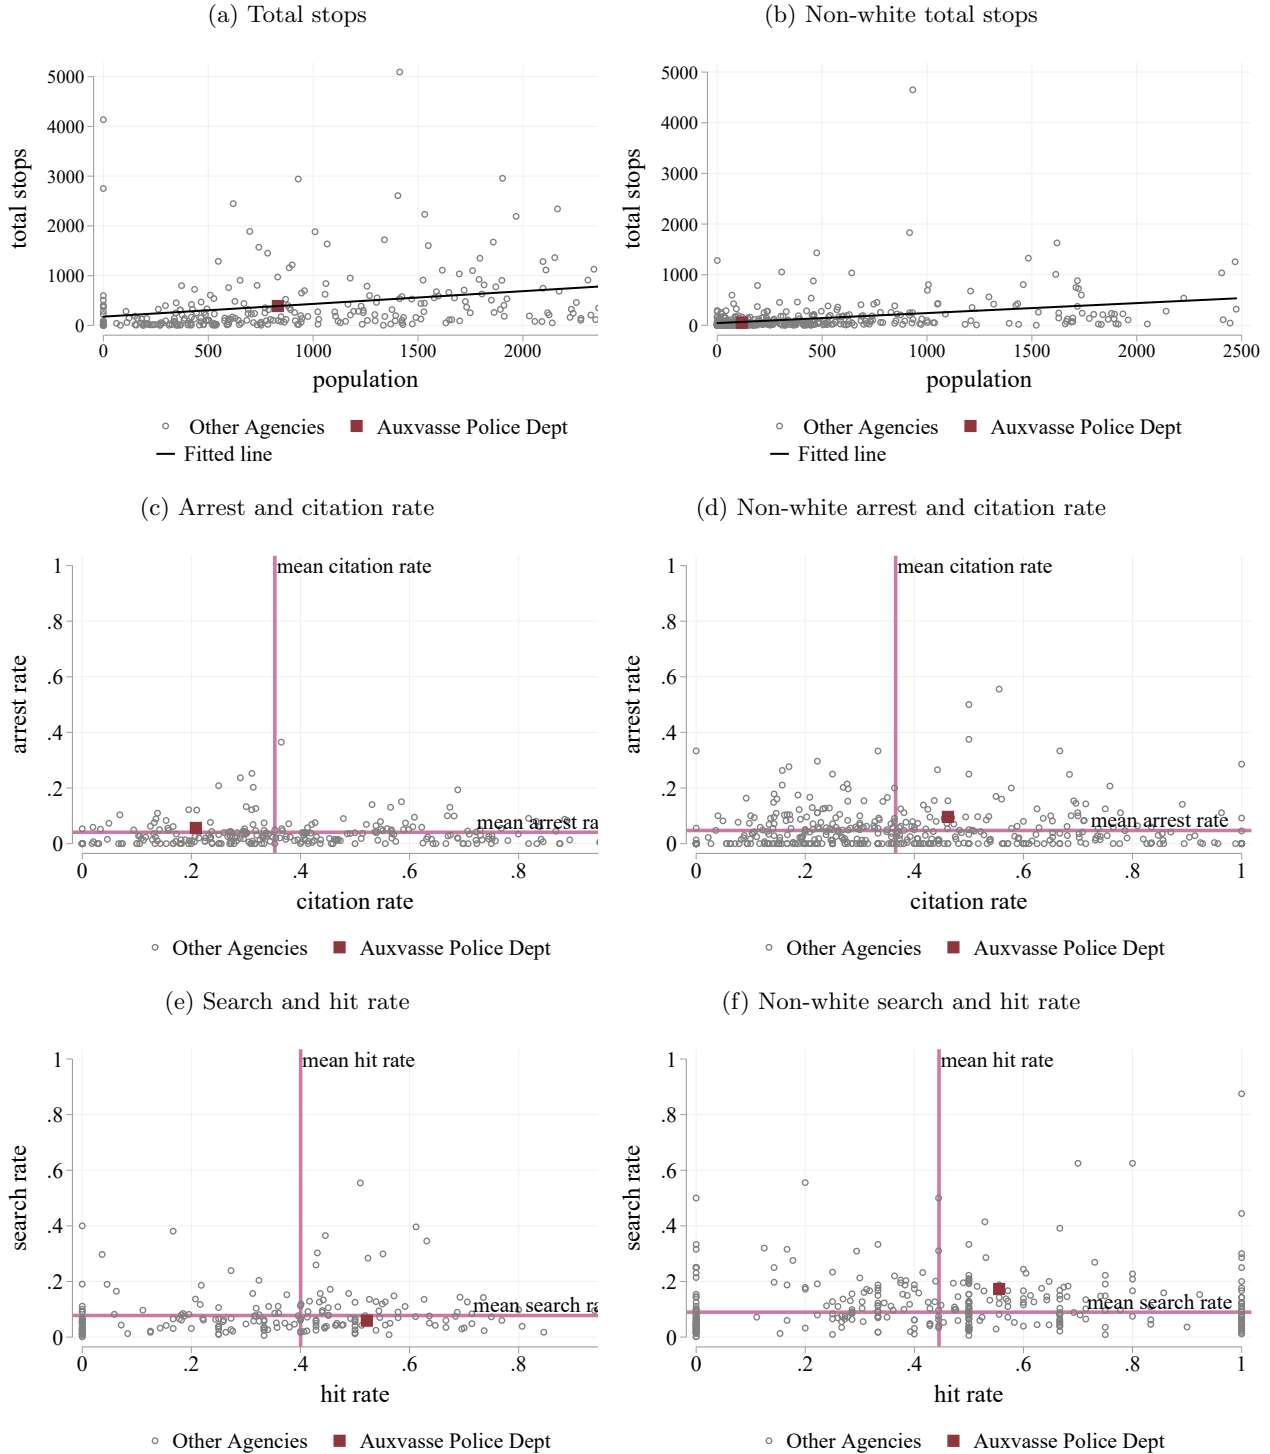 (a) Total stops
(b) Non-white total stops
total stops
5000
4000
3000
2000
1000
0
0 500 1000 1500 2000
population
Other Agencies Auxvasse Police Dept
Fitted line
total stops
5000
4000
3000
2000
1000
0
0 500 1000 1500 2000 2500
population
Other Agencies Auxvasse Police Dept
Fitted line
(c) Arrest and citation rate
(d) Non-white arrest and citation rate
arrest rate
1
.8
.6
.4
.2
0
mean citation rate
mean arrest ra
0 .2 .4 .6 .8
citation rate
Other Agencies Auxvasse Police Dept
arrest rate
1
.8
.6
.4
.2
0
mean citation rate
mean arrest rate
0 .2 .4 .6 .8 1
citation rate
Other Agencies Auxvasse Police Dept
(e) Search and hit rate
(f) Non-white search and hit rate
search rate
1
.8
.6
.4
.2
0
mean hit rate
mean search ra
0 .2 .4 .6 .8
hit rate
Other Agencies Auxvasse Police Dept
search rate
1
.8
.6
.4
.2
0
mean hit rate
mean search rate
0 .2 .4 .6 .8 1
hit rate
Other Agencies Auxvasse Police Dept